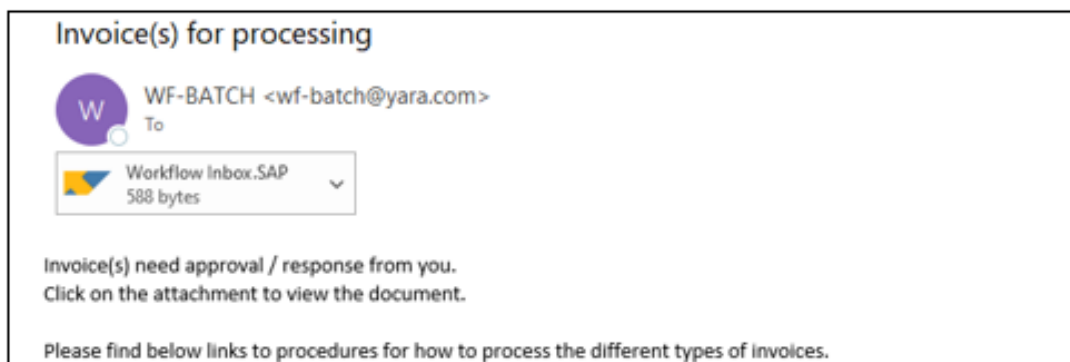 Invoice(s) for processing
W
WF-BATCH <wf-batch@yara.com>
To
Workflow Inbox.SAP
588 bytes
Invoice(s) need approval / response from you.
Click on the attachment to view the document.
Please find below links to procedures for how to process the different types of invoices.